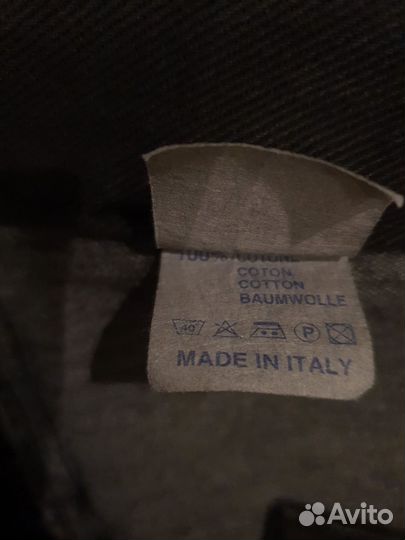 100% COTONE
COTON
COTTON
BAUMWOLLE
40 P
MADE IN ITALY
Avito